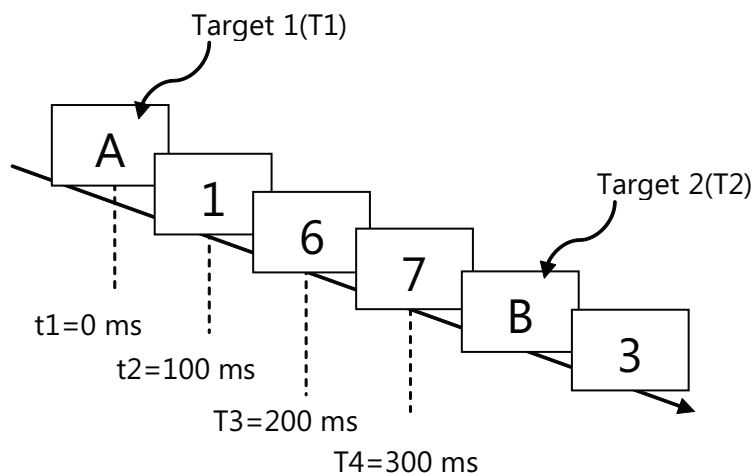 Target 1(T1)
A
1
Target 2(T2)
6
7
B
3
t1=0 ms
t2=100 ms
T3=200 ms
T4=300 ms